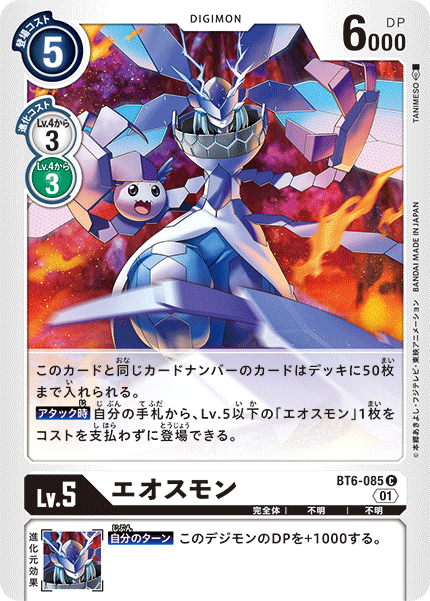 DIGIMON
登場コスト
5
6000
DP
進化コスト
Lv.4から
3
Lv.4から
3
TANIMESO
BANDAI MADE IN JAPAN
©本郷あきよし・フジテレビ・東映アニメーション
このカードと同じカードナンバーのカードはデッキに50枚
まで入れられる。
アタック時 自分の手札から、Lv.5以下の「エオスモン」1枚を
コストを支払わずに登場できる。
BT6-085 C
01
Lv.5
エオスモン
完全体 | 不明 | 不明
進化元効果
自分のターン このデジモンのDPを+1000する。